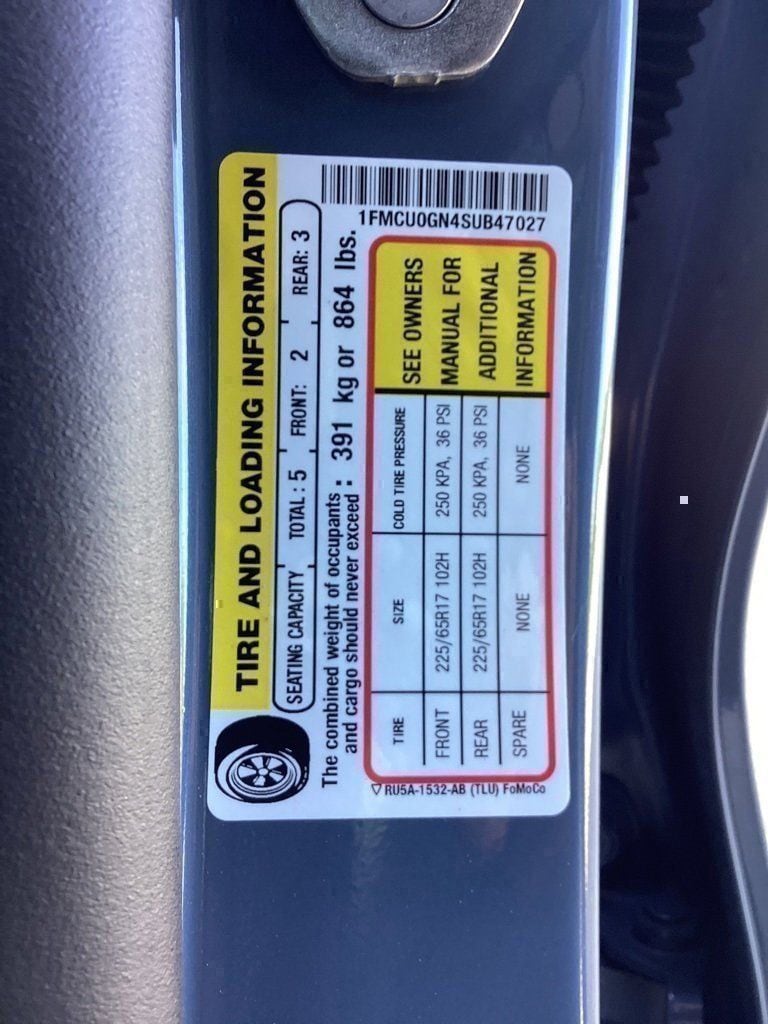 TIRE AND LOADING INFORMATION
SEATING CAPACITY TOTAL : 5 FRONT: 2 REAR: 3
The combined weight of occupants
and cargo should never exceed : 391 kg or 864 lbs.
1FMCU0GN4SUB47027
TIRE SIZE COLD TIRE PRESSURE
FRONT 225/65R17 102H 250 KPA, 36 PSI
REAR 225/65R17 102H 250 KPA, 36 PSI
SPARE NONE NONE
SEE OWNERS
MANUAL FOR
ADDITIONAL
INFORMATION
▽ RU5A-1532-AB (TLU) FoMoCo